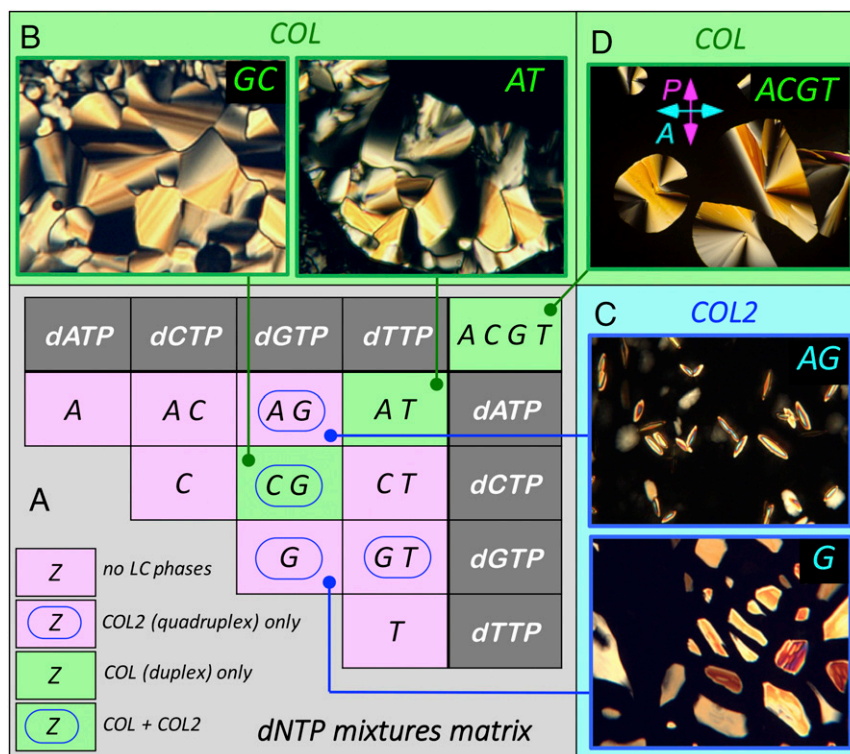 B
COL
GC
AT
D
COL
ACGT
P
A
C
COL2
AG
G
A
dATP
dCTP
dGTP
dTTP
A C G T
A
A C
A G
A T
dATP
C
C G
C T
dCTP
G
G T
dGTP
T
dTTP
Z
no LC phases
Z
COL2 (quadruplex) only
Z
COL (duplex) only
Z
COL + COL2
dNTP mixtures matrix